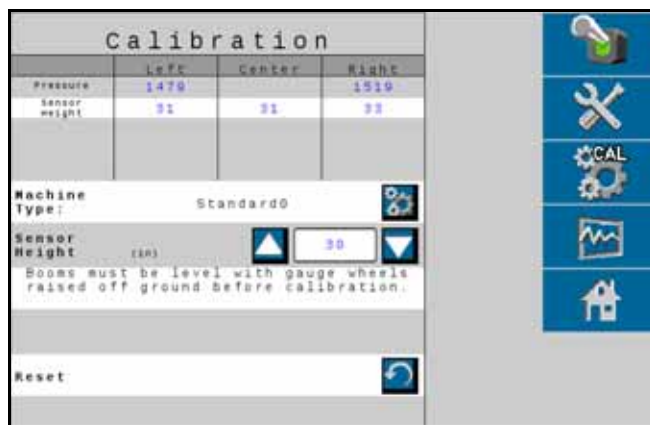 Calibration
Left Center Right
Pressure 1479 1519
Sensor Height 31 31 33
Machine Type: Standard0
Sensor Height (in) 30
Booms must be level with gauge wheels
raised off ground before calibration.
Reset
CAL